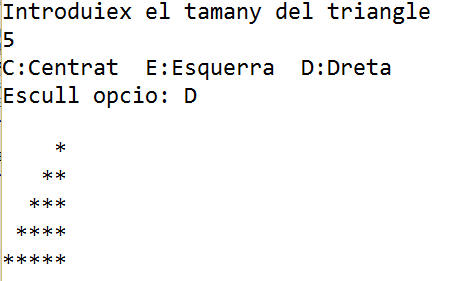 Introduiex el tamany del triangle
5
C:Centrat  E:Esquerra  D:Dreta
Escull opcio: D

    *
   **
  ***
 ****
*****